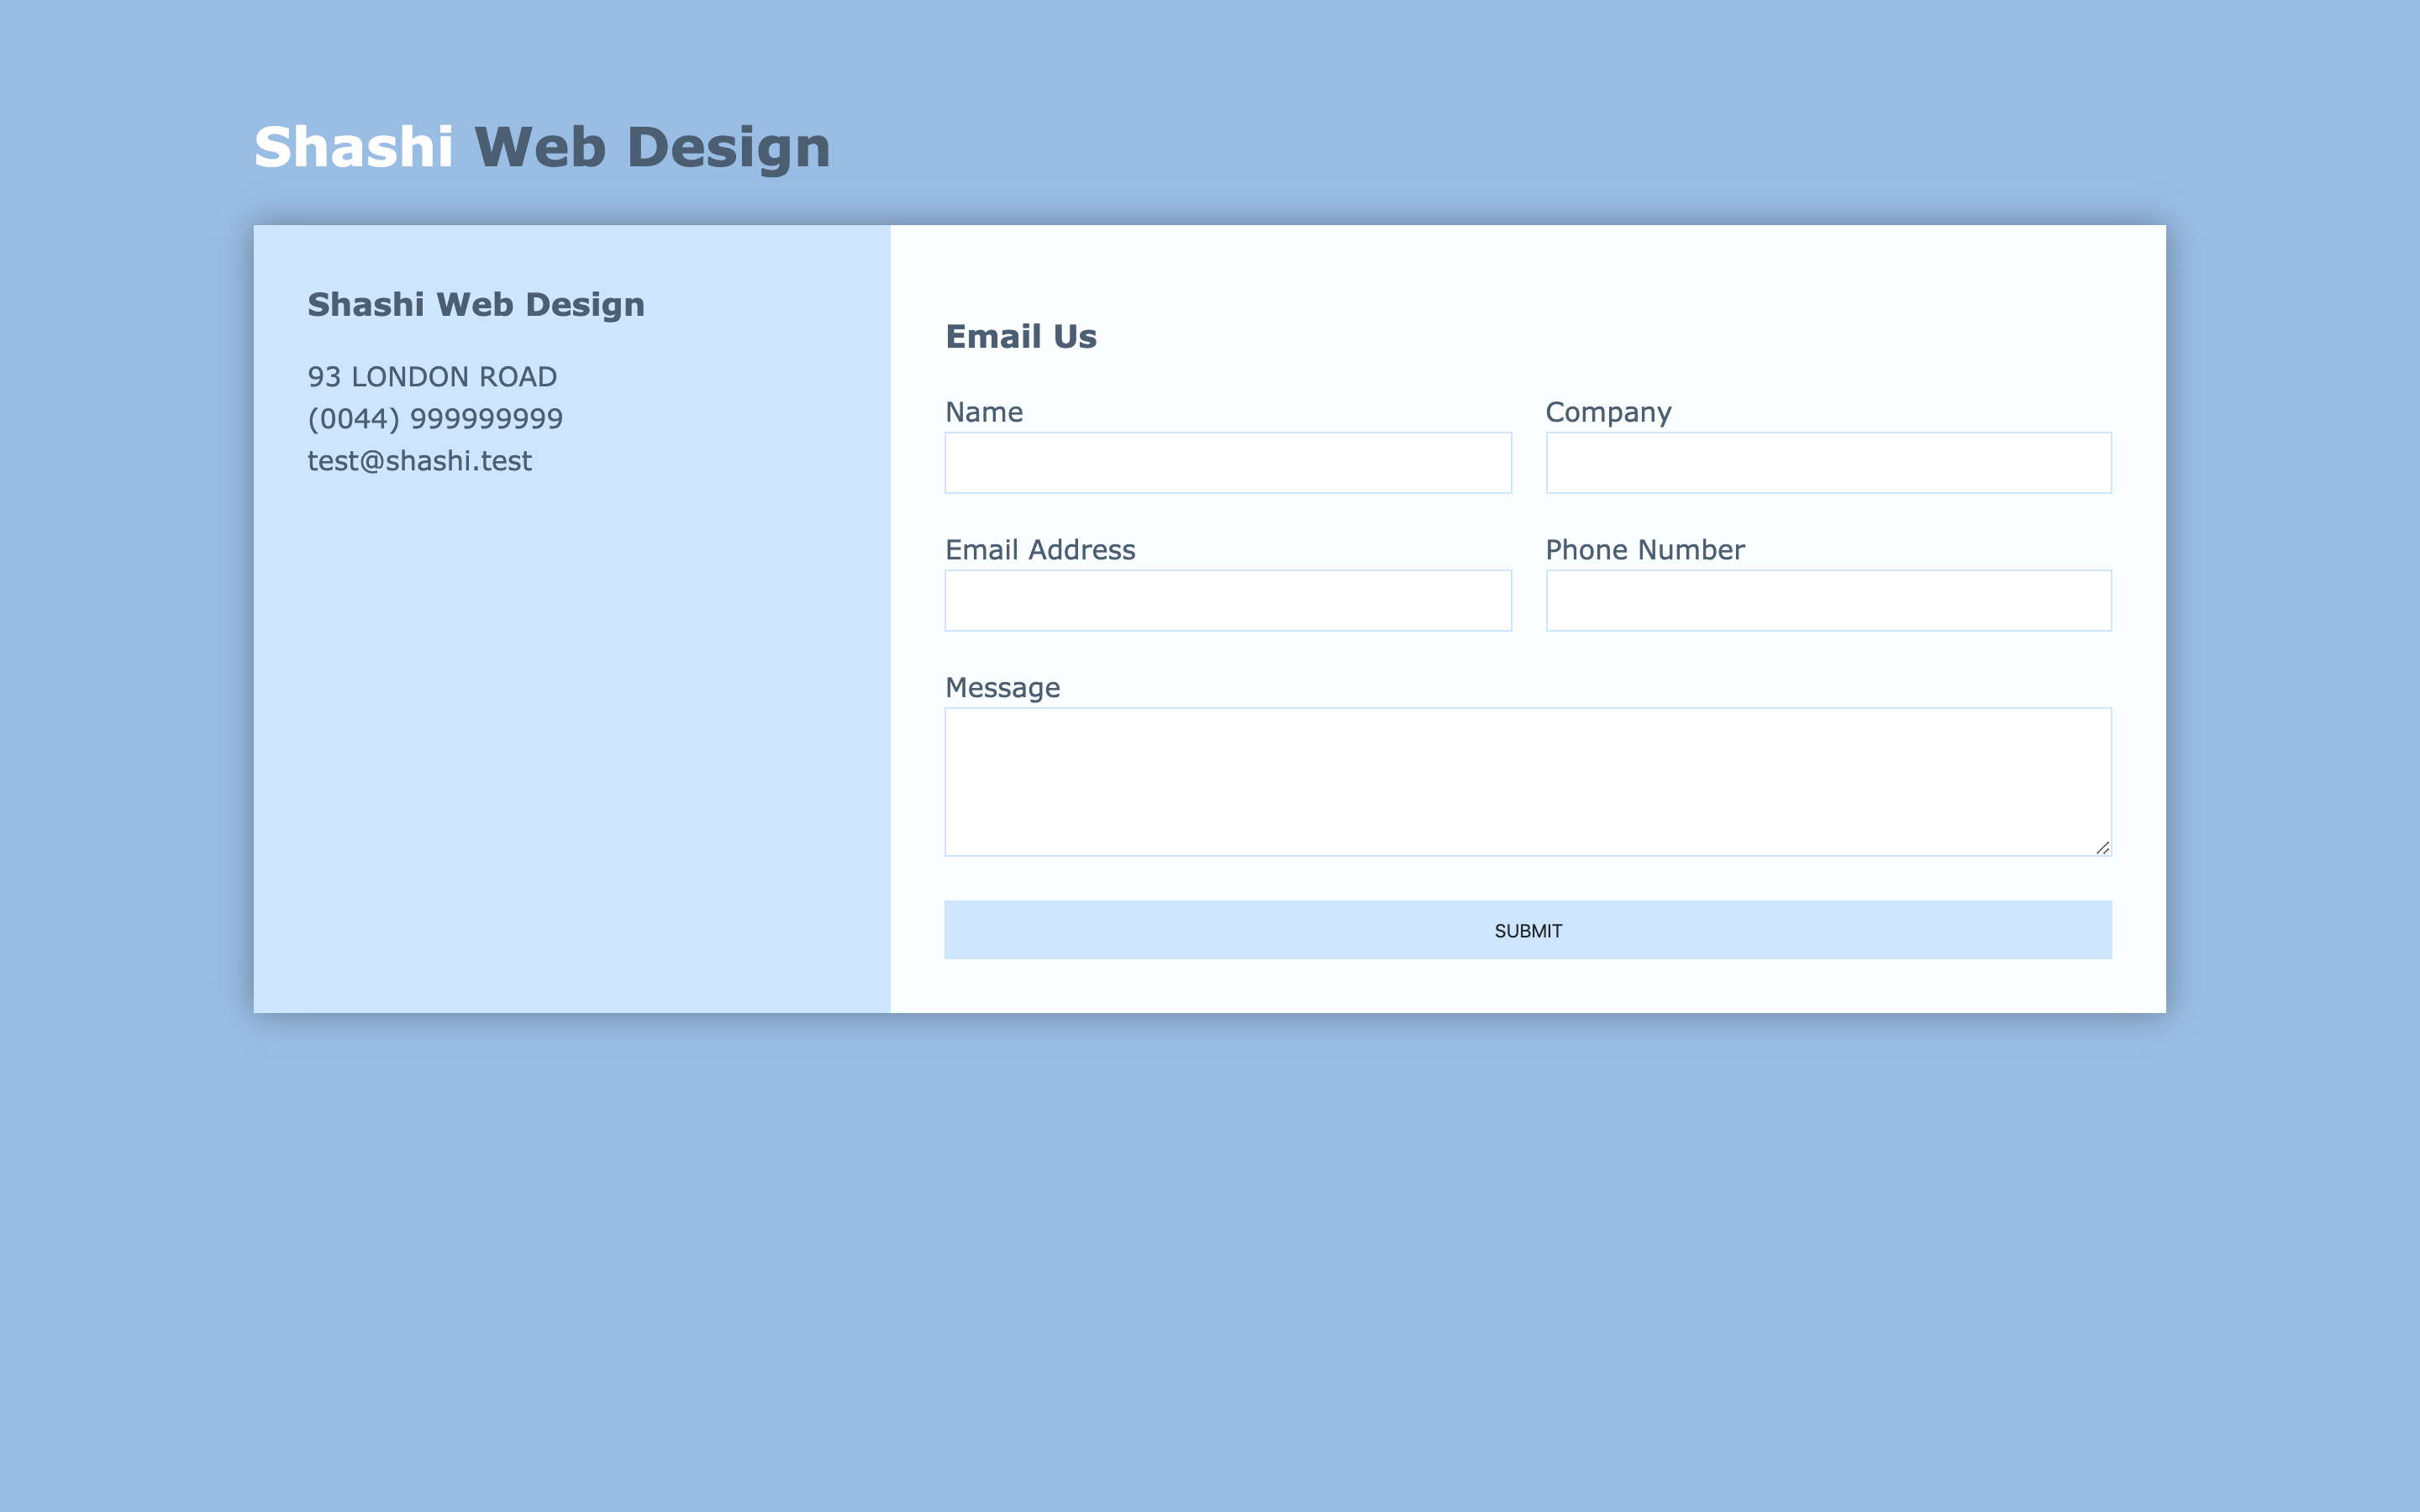 Shashi Web Design
Shashi Web Design
93 LONDON ROAD
(0044) 999999999
test@shashi.test
Email Us
Name
Company
Email Address
Phone Number
Message
SUBMIT